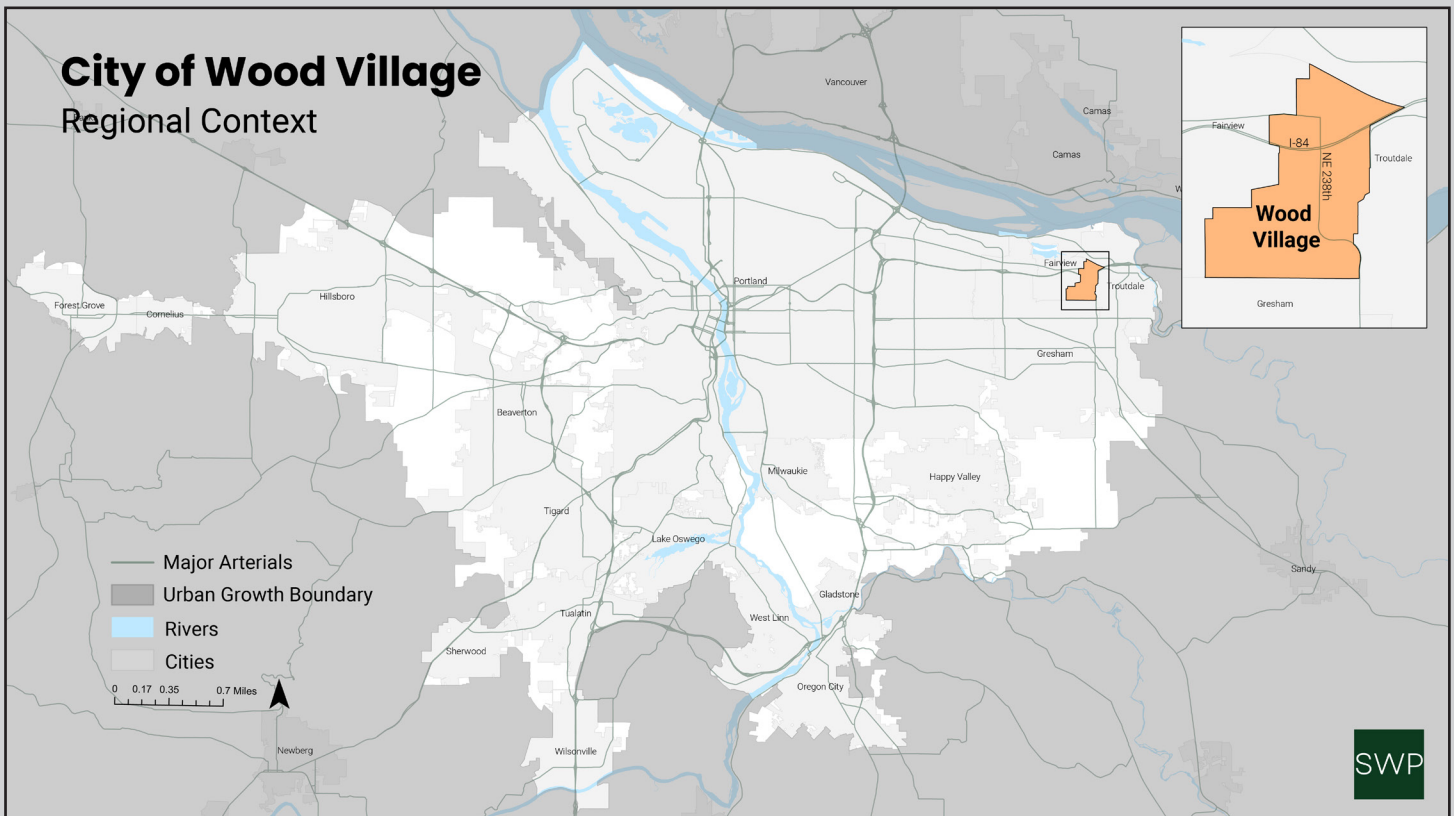 City of Wood Village
Regional Context
Vancouver
Camas
Camas
Fairview
I-84
NE 238th
Troutdale
Wood
Village
Gresham
Portland
Fairview
Troutdale
Forest Grove
Cornelius
Hillsboro
Gresham
Beaverton
Milwaukie
Happy Valley
Tigard
Lake Oswego
Sandy
Major Arterials
Urban Growth Boundary
Rivers
Cities
0 0.17 0.35 0.7 Miles
Gladstone
Tualatin
West Linn
Sherwood
Oregon City
Newberg
Wilsonville
SWP